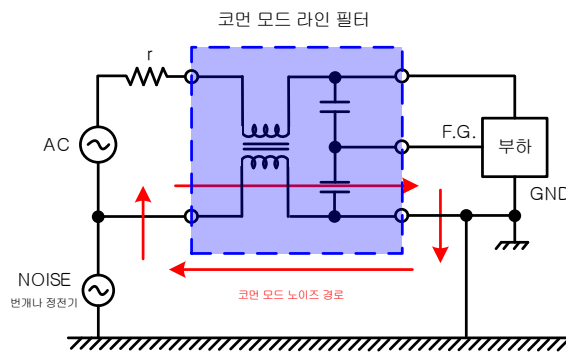 코먼 모드 라인 필터
r
AC
F.G.
부하
GND
NOISE
번개나 정전기
코먼 모드 노이즈 경로